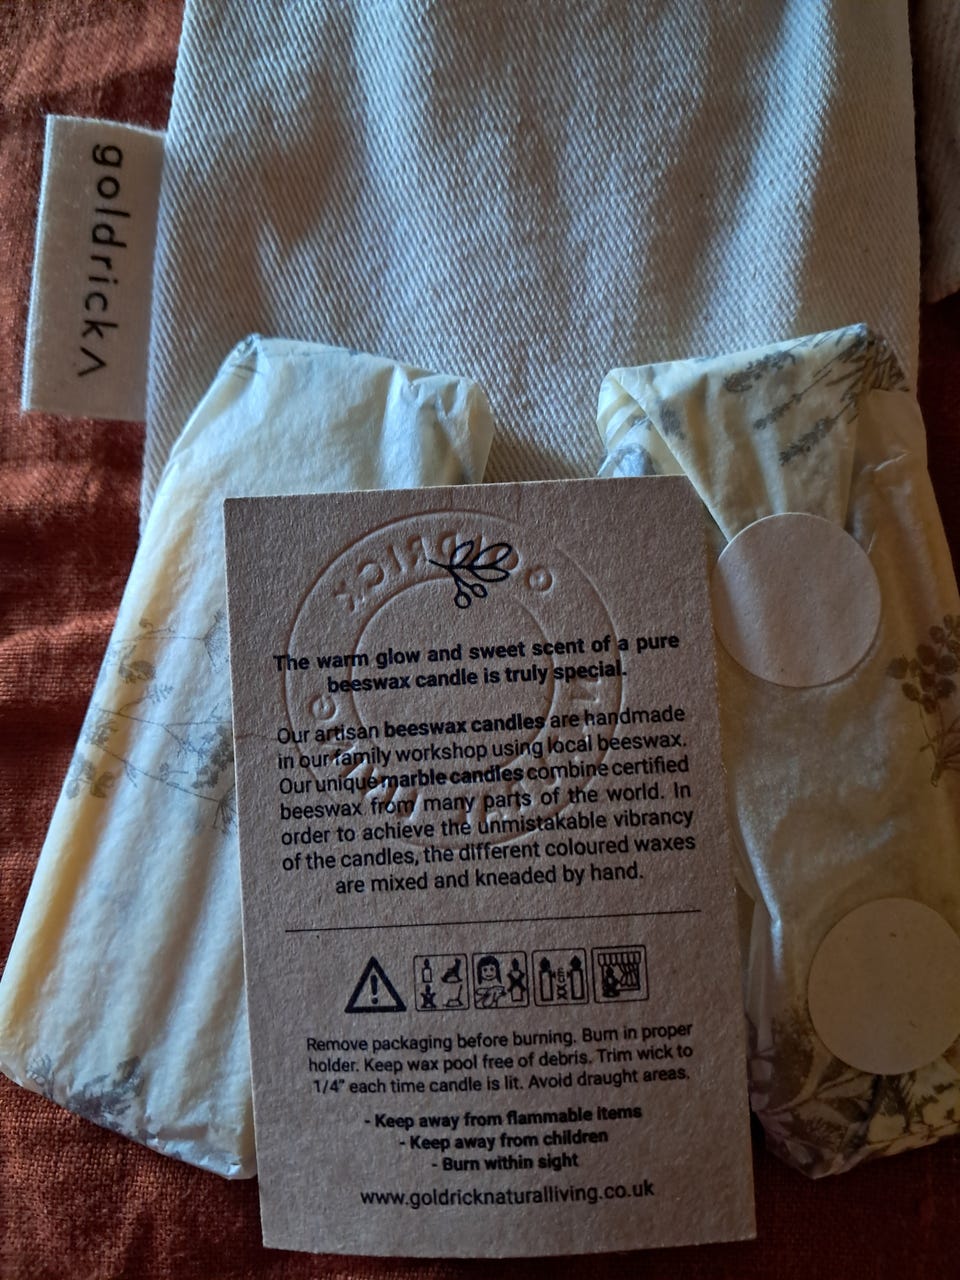 goldrick
The warm glow and sweet scent of a pure
beeswax candle is truly special.
Our artisan beeswax candles are handmade
in our family workshop using local beeswax.
Our unique marble candles combine certified
beeswax from many parts of the world. In
order to achieve the unmistakable vibrancy
of the candles, the different coloured waxes
are mixed and kneaded by hand.
Remove packaging before burning. Burn in proper
holder. Keep wax pool free of debris. Trim wick to
1/4" each time candle is lit. Avoid draught areas.
- Keep away from flammable items
- Keep away from children
- Burn within sight
www.goldricknaturalliving.co.uk